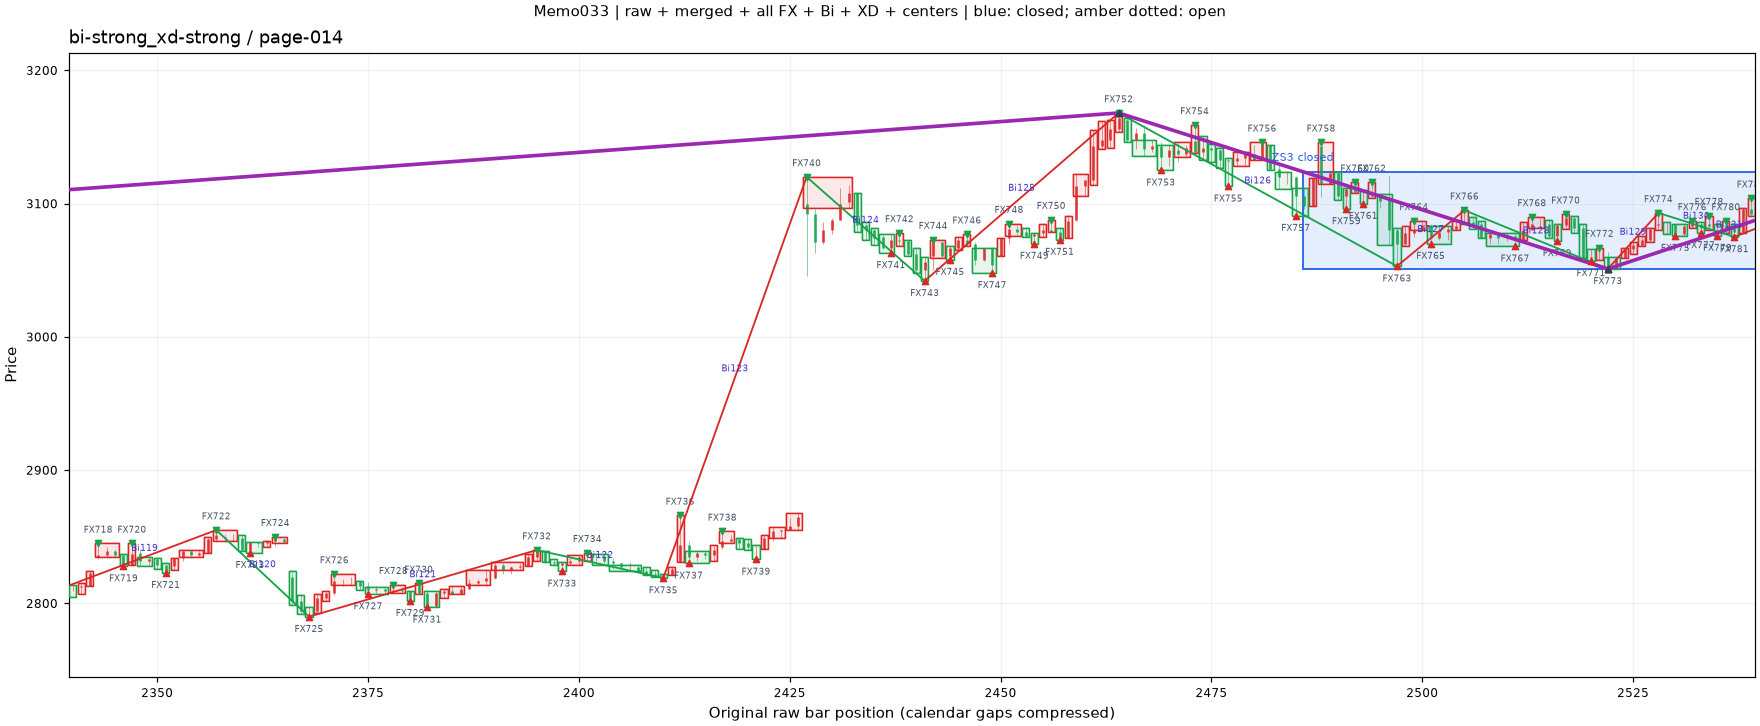 Memo033 | raw + merged + all FX + Bi + XD + centers | blue: closed; amber dotted: open
bi-strong_xd-strong / page-014
3200
3100
3000
2900
2800
Price
FX752
FX754
FX756
FX758
ZS3 closed
FX740
FX762
FX753
Bi126
FX755
Bi125
FX748
FX750
FX742
Bi124
FX744
FX746
FX741
FX745
FX743
FX747
FX749
FX751
FX757
FX759
FX761
FX764
FX765
FX763
FX766
FX767
FX768
FX770
FX772
FX773
FX774
Bi129
FX776
FX778
FX780
Bi130
FX775
FX781
Bi123
FX718
FX720
Bi119
FX719
FX721
FX722
FX724
Bi120
FX725
FX726
FX727
FX728
FX730
Bi121
FX729
FX731
FX732
FX733
FX734
Bi122
FX735
FX736
FX737
FX738
FX739
2350
2375
2400
2425
2450
2475
2500
2525
Original raw bar position (calendar gaps compressed)